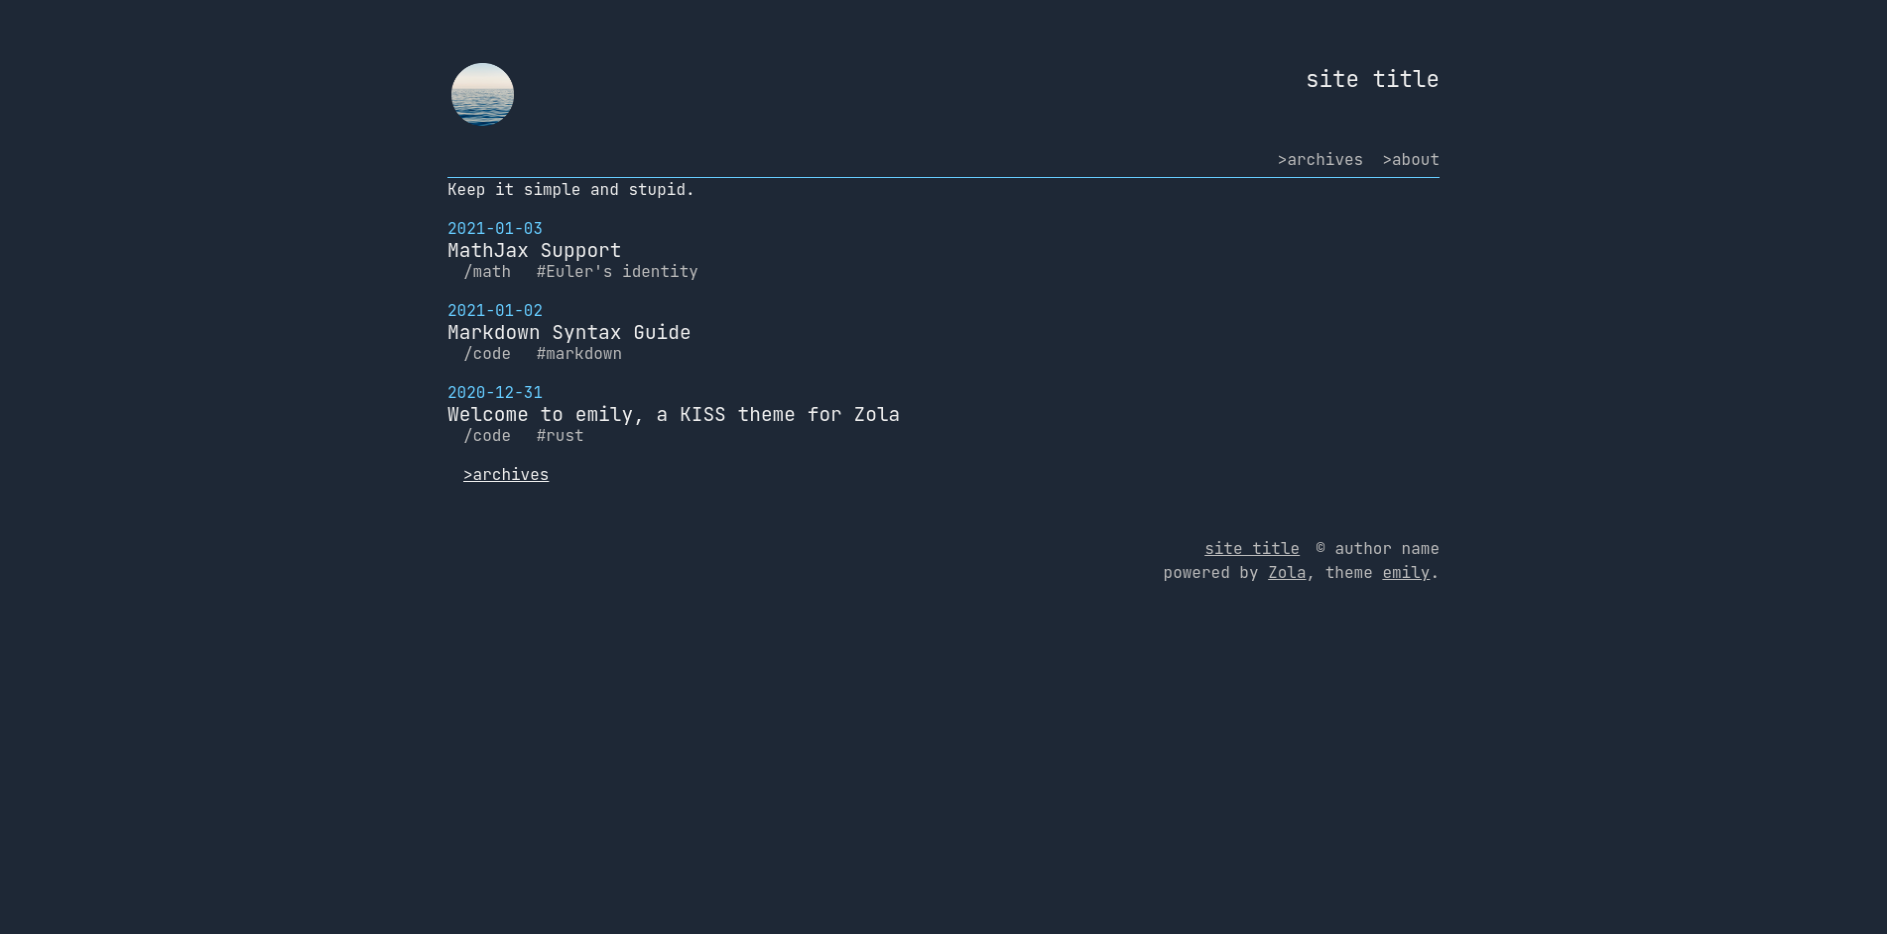 site title
>archives >about
Keep it simple and stupid.
2021-01-03
MathJax Support
/math #Euler's identity
2021-01-02
Markdown Syntax Guide
/code #markdown
2020-12-31
Welcome to emily, a KISS theme for Zola
/code #rust
>archives
site title © author name
powered by Zola, theme emily.